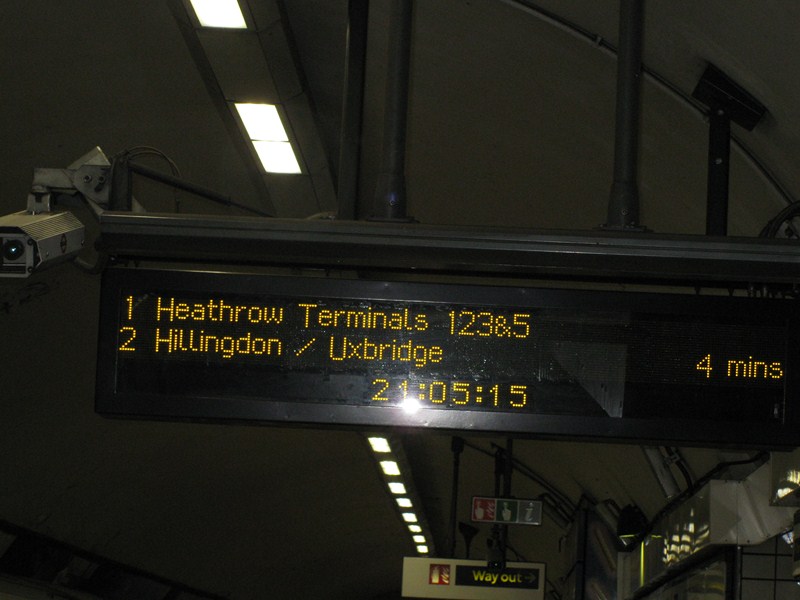 1 Heathrow Terminals 123&5
2 Hillingdon / Uxbridge 4 mins
21:05:15
Way out